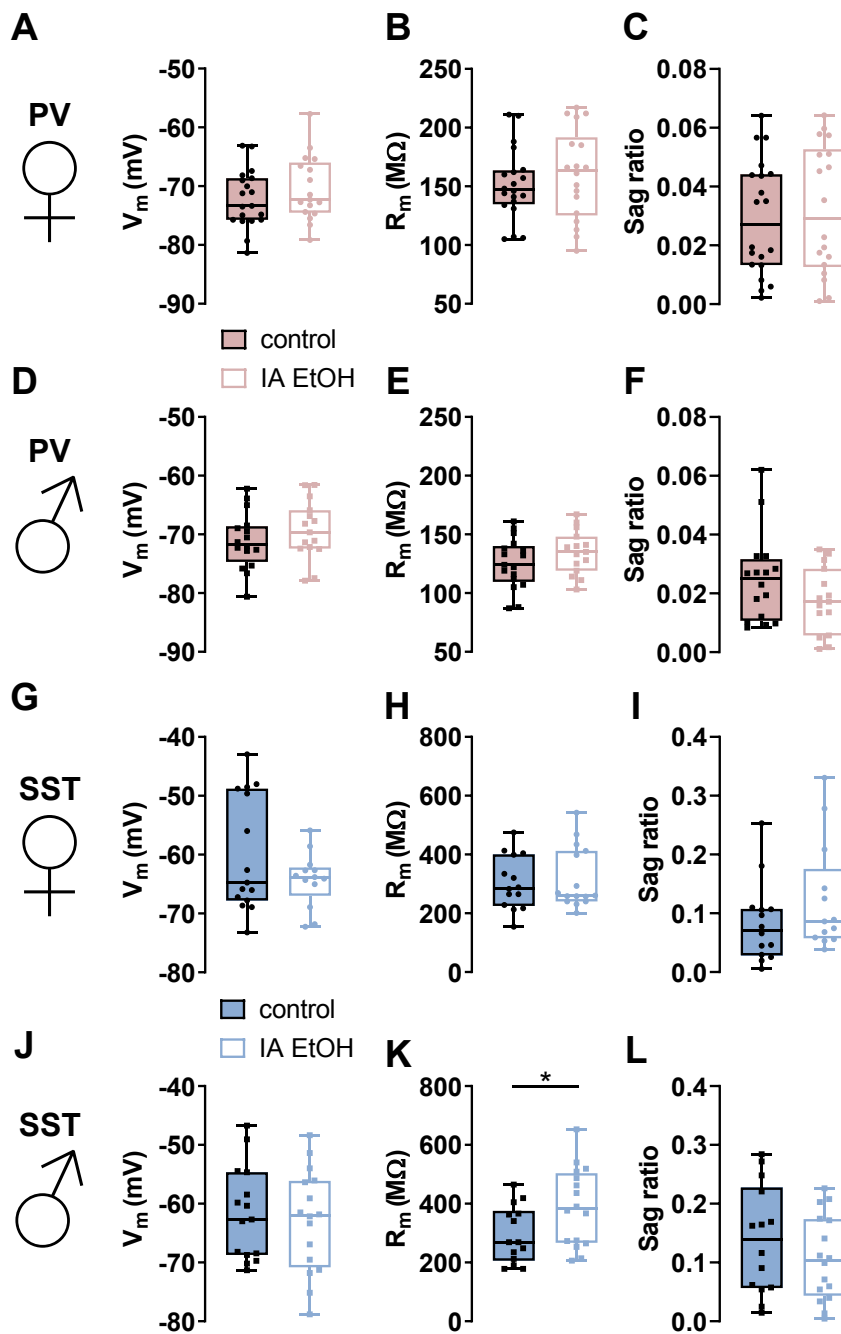 A
B
C
PV
Vm (mV)
-50
-60
-70
-80
-90
Rm (MΩ)
250
200
150
100
50
Sag ratio
0.08
0.06
0.04
0.02
0.00
control
IA EtOH
D
E
F
PV
Vm (mV)
-50
-60
-70
-80
-90
Rm (MΩ)
250
200
150
100
50
Sag ratio
0.08
0.06
0.04
0.02
0.00
G
H
I
SST
Vm (mV)
-40
-50
-60
-70
-80
Rm (MΩ)
800
600
400
200
0
Sag ratio
0.4
0.3
0.2
0.1
0.0
control
IA EtOH
J
K
L
SST
Vm (mV)
-40
-50
-60
-70
-80
Rm (MΩ)
800
600
400
200
0
*
Sag ratio
0.4
0.3
0.2
0.1
0.0